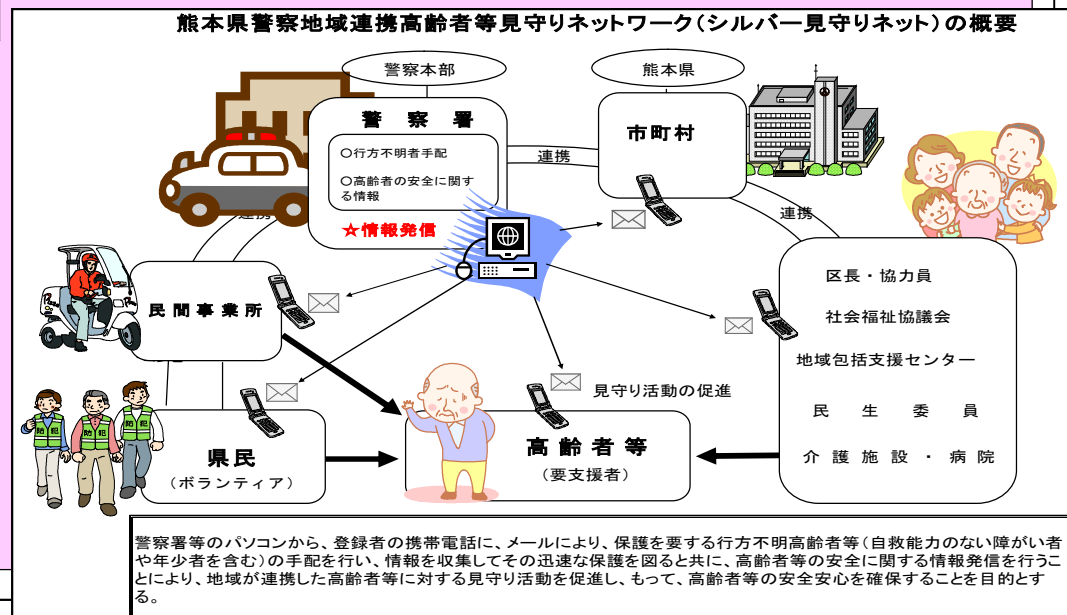 熊本県警察地域連携高齢者等見守りネットワーク(シルバー見守りネット)の概要
警察本部
熊本県
警察署
〇行方不明者手配
〇高齢者の安全に関す
る情報
☆情報発信
連携
市町村
連携
連携
民間事業所
区長・協力員
社会福祉協議会
地域包括支援センター
民生委員
介護施設・病院
見守り活動の促進
防犯
防犯
防犯
県民
(ボランティア)
高齢者等
(要支援者)
警察署等のパソコンから、登録者の携帯電話に、メールにより、保護を要する行方不明高齢者等(自救能力のない障がい者
や年少者を含む)の手配を行い、情報を収集してその迅速な保護を図ると共に、高齢者等の安全に関する情報発信を行うこ
とにより、地域が連携した高齢者等に対する見守り活動を促進し、もって、高齢者等の安全安心を確保することを目的とす
る。